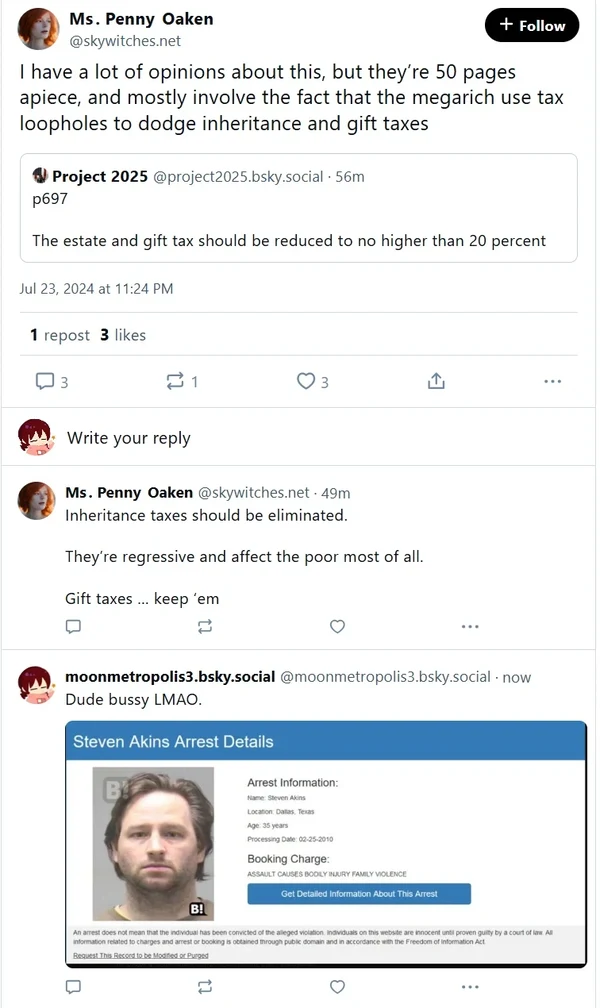 Ms. Penny Oaken
@skywitches.net
+ Follow
I have a lot of opinions about this, but they’re 50 pages
apiece, and mostly involve the fact that the megarich use tax
loopholes to dodge inheritance and gift taxes
Project 2025 @project2025.bsky.social · 56m
p697
The estate and gift tax should be reduced to no higher than 20 percent
Jul 23, 2024 at 11:24 PM
1 repost 3 likes
3 1 3 ...
Write your reply
Ms. Penny Oaken @skywitches.net · 49m
Inheritance taxes should be eliminated.
They’re regressive and affect the poor most of all.
Gift taxes ... keep ‘em
...
moonmetropolis3.bsky.social @moonmetropolis3.bsky.social · now
Dude bussy LMAO.
Steven Akins Arrest Details
B!
Arrest Information:
Name: Steven Akins
Location: Dallas, Texas
Age: 35 years
Processing Date: 02-25-2010
Booking Charge:
ASSAULT CAUSES BODILY INJURY FAMILY VIOLENCE
B!
Get Detailed Information About This Arrest
An arrest does not mean that the individual has been convicted of the alleged violation. Individuals on this website are innocent until proven guilty by a court of law. All
information related to charges and arrest or booking is obtained through public domain and in accordance with the Freedom of Information Act.
Request This Record to be Modified or Purged
...